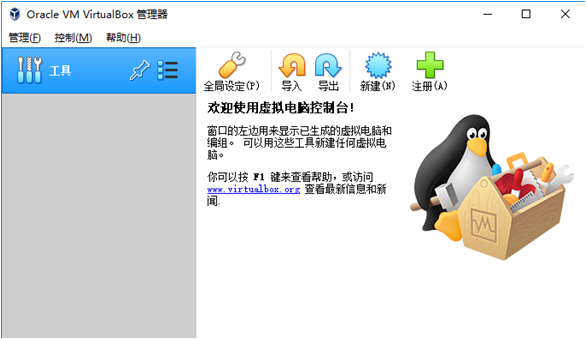 Oracle VM VirtualBox 管理器
管理(F) 控制(M) 帮助(H)
工具
全局设定(P) 导入 导出 新建(N) 注册(A)
欢迎使用虚拟电脑控制台!
窗口的左边用来显示已生成的虚拟电脑和
编组。 可以用这些工具新建任何虚拟电
脑。
你可以按 F1 键来查看帮助，或访问
www.virtualbox.org 查看最新信息和新
闻.